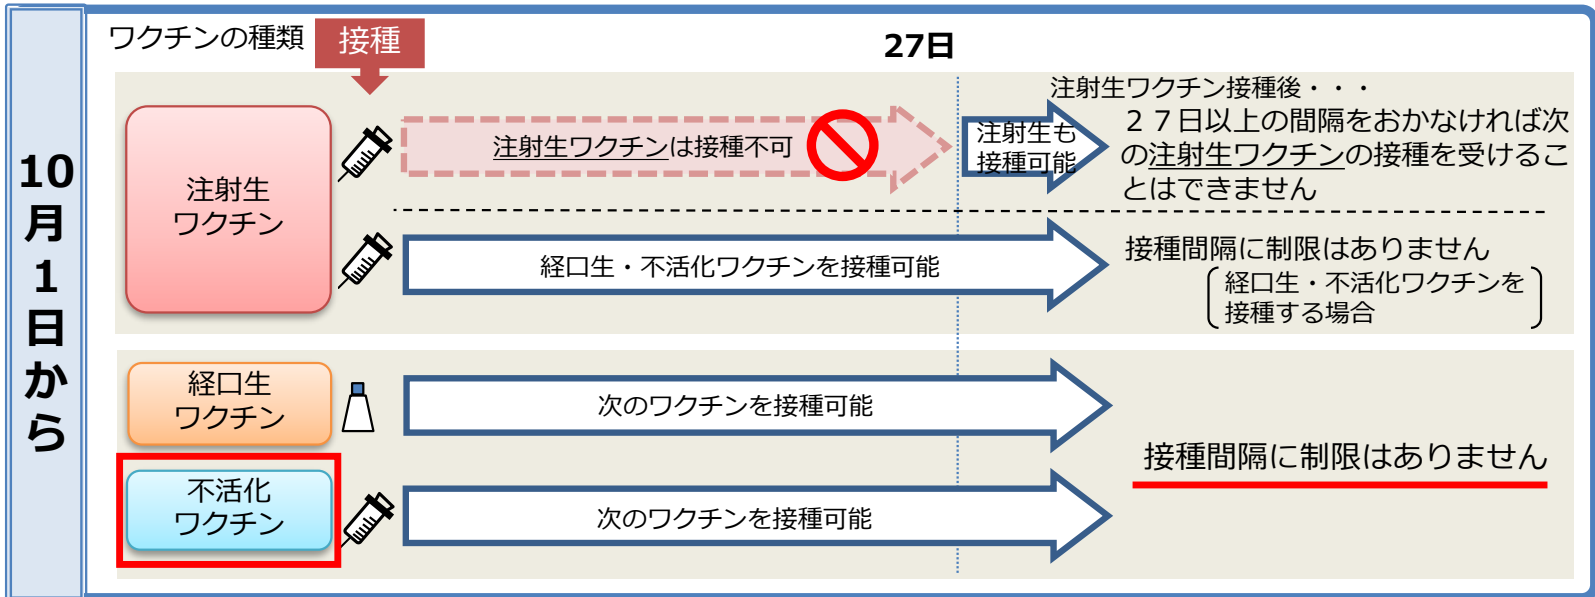 10月1日から
ワクチンの種類
接種
27日
注射生
ワクチン
注射生ワクチンは接種不可
注射生も
接種可能
注射生ワクチン接種後・・・
２７日以上の間隔をおかなければ次
の注射生ワクチンの接種を受けるこ
とはできません
経口生・不活化ワクチンを接種可能
接種間隔に制限はありません
経口生・不活化ワクチンを
接種する場合
経口生
ワクチン
次のワクチンを接種可能
不活化
ワクチン
次のワクチンを接種可能
接種間隔に制限はありません